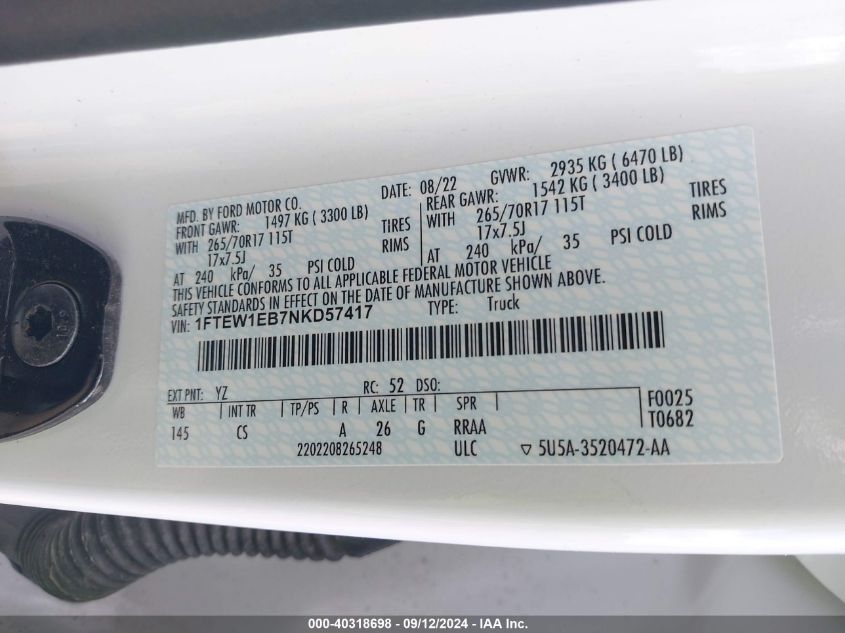 MFD. BY FORD MOTOR CO.
DATE: 08/22 GVWR: 2935 KG ( 6470 LB)
FRONT GAWR: 1497 KG ( 3300 LB) REAR GAWR: 1542 KG ( 3400 LB)
WITH 265/70R17 115T TIRES WITH 265/70R17 115T TIRES
17x7.5J RIMS 17x7.5J RIMS
AT 240 kPa/ 35 PSI COLD AT 240 kPa/ 35 PSI COLD
THIS VEHICLE CONFORMS TO ALL APPLICABLE FEDERAL MOTOR VEHICLE
SAFETY STANDARDS IN EFFECT ON THE DATE OF MANUFACTURE SHOWN ABOVE.
VIN: 1FTEW1EB7NKD57417 TYPE: Truck
EXT PNT: YZ RC: 52 DSO:
WB INT TR TP/PS R AXLE TR SPR F0025
145 CS A 26 G RRAA T0682
2202208265248 ULC ▽ 5U5A-3520472-AA
000-40318698 - 09/12/2024 - IAA Inc.